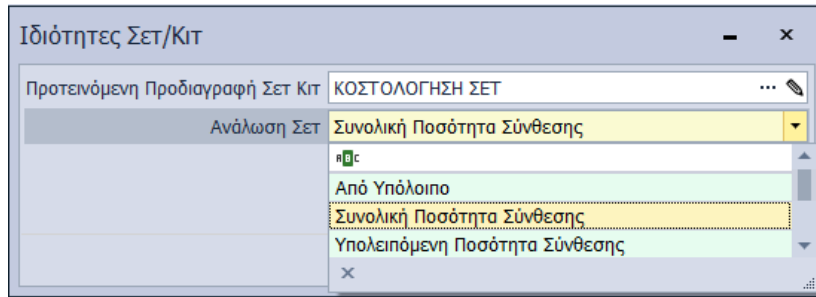 Ιδιότητες Σετ/Κιτ
Προτεινόμενη Προδιαγραφή Σετ Κιτ ΚΟΣΤΟΛΟΓΗΣΗ ΣΕΤ ...
Ανάλωση Σετ Συνολική Ποσότητα Σύνθεσης
ABC
Από Υπόλοιπο
Συνολική Ποσότητα Σύνθεσης
Υπολειπόμενη Ποσότητα Σύνθεσης